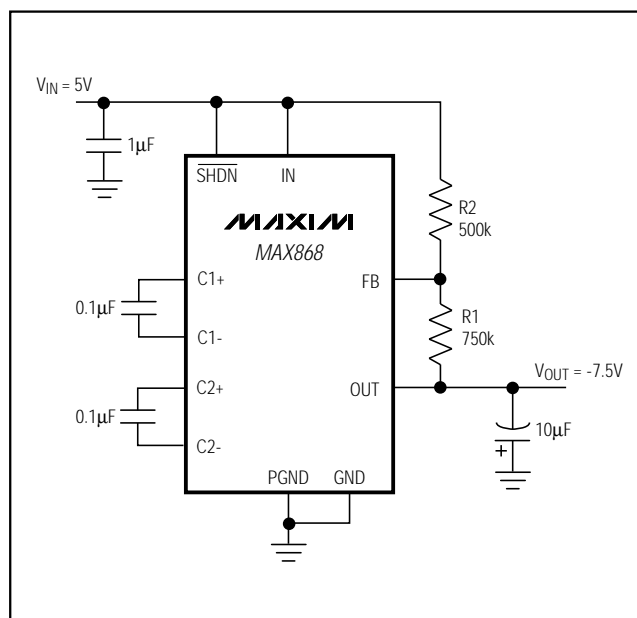 V_IN = 5V
1µF
SHDN
IN
MAXIM
MAX868
R2
500k
C1+
FB
0.1µF
R1
750k
C1-
C2+
OUT
V_OUT = -7.5V
0.1µF
10µF
+
C2-
PGND
GND